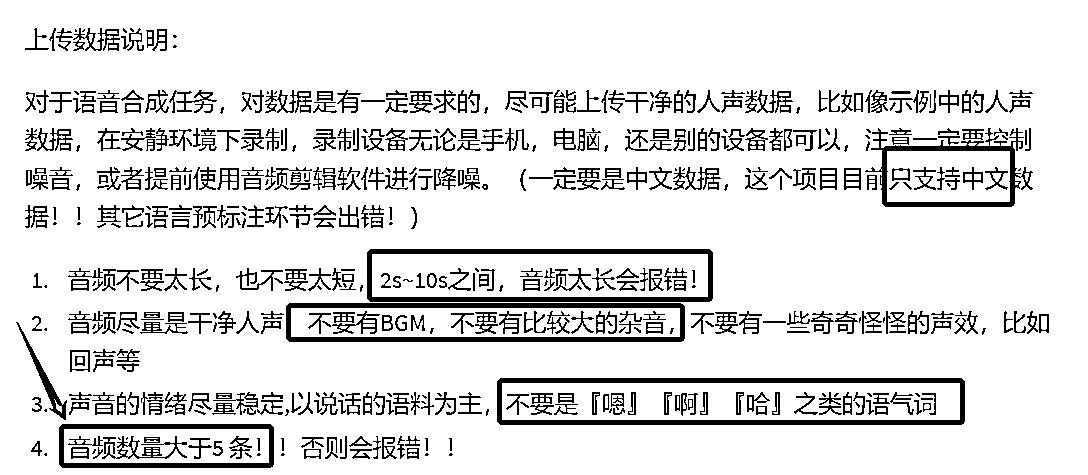 上传数据说明：
对于语音合成任务，对数据是有一定要求的，尽可能上传干净的人声数据，比如像示例中的人声
数据，在安静环境下录制，录制设备无论是手机，电脑，还是别的设备都可以，注意一定要控制
噪音，或者提前使用音频剪辑软件进行降噪。（一定要是中文数据，这个项目目前只支持中文数
据！！其它语言预标注环节会出错！）
1. 音频不要太长，也不要太短，2s~10s之间，音频太长会报错！
2. 音频尽量是干净人声 不要有BGM，不要有比较大的杂音，不要有一些奇奇怪怪的声效，比如
回声等
3. 声音的情绪尽量稳定,以说话的语料为主，不要是『嗯』『啊』『哈』之类的语气词
4. 音频数量大于5 条！！否则会报错！！